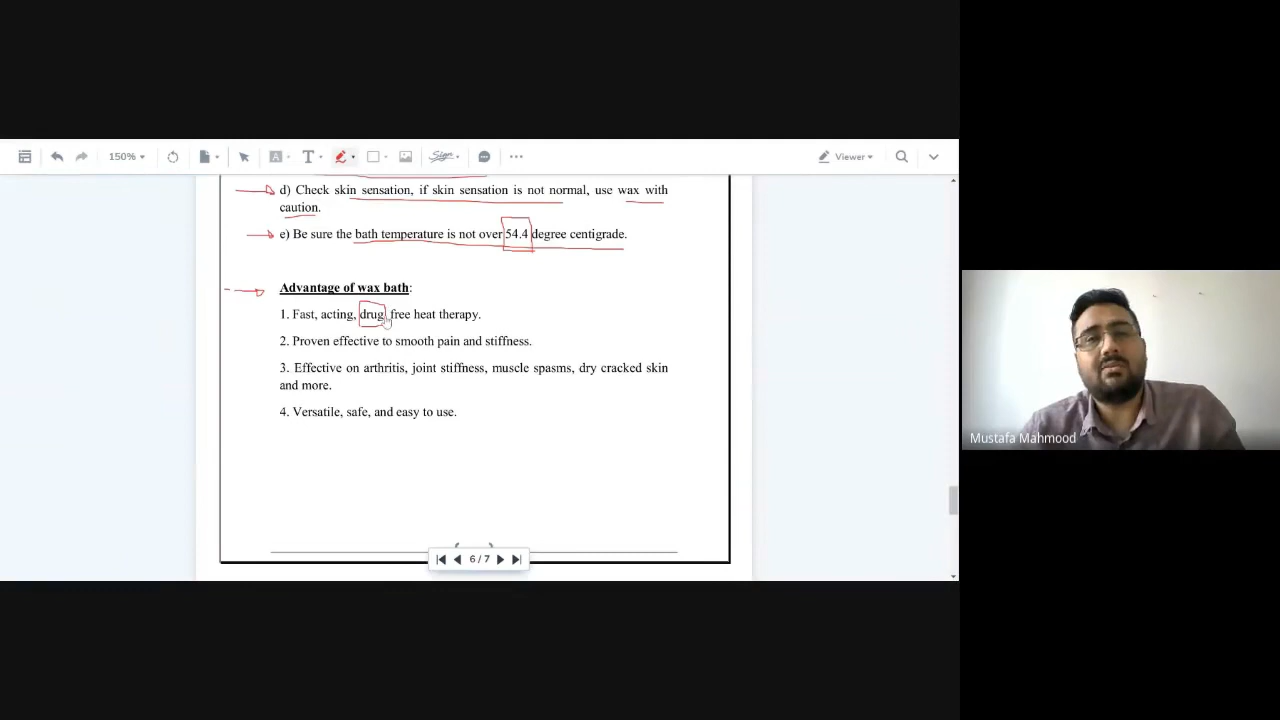 150%
Viewer
d) Check skin sensation, if skin sensation is not normal, use wax with
caution.
e) Be sure the bath temperature is not over 54.4 degree centigrade.
Advantage of wax bath:
1. Fast, acting, drug free heat therapy.
2. Proven effective to smooth pain and stiffness.
3. Effective on arthritis, joint stiffness, muscle spasms, dry cracked skin
and more.
4. Versatile, safe, and easy to use.
6 / 7
Mustafa Mahmood